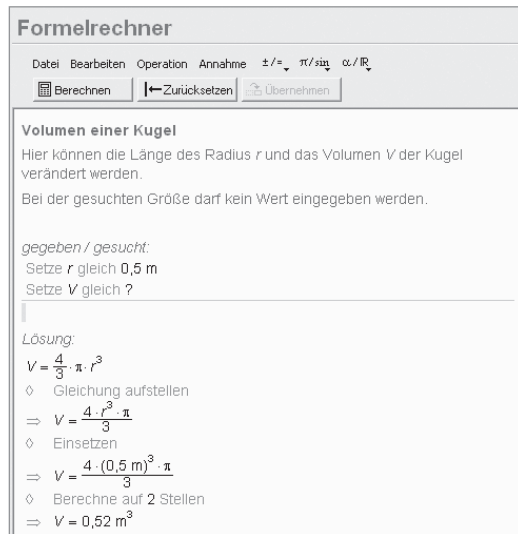 Formelrechner
Datei Bearbeiten Operation Annahme ±/= π/sin α/ℝ
Berechnen Zurücksetzen Übernehmen
Volumen einer Kugel
Hier können die Länge des Radius r und das Volumen V der Kugel
verändert werden.
Bei der gesuchten Größe darf kein Wert eingegeben werden.
gegeben / gesucht:
Setze r gleich 0,5 m
Setze V gleich ?
Lösung:
V = 4/3 · π · r³
◊ Gleichung aufstellen
⇒ V = (4 · r³ · π)/3
◊ Einsetzen
⇒ V = (4 · (0,5 m)³ · π)/3
◊ Berechne auf 2 Stellen
⇒ V = 0,52 m³